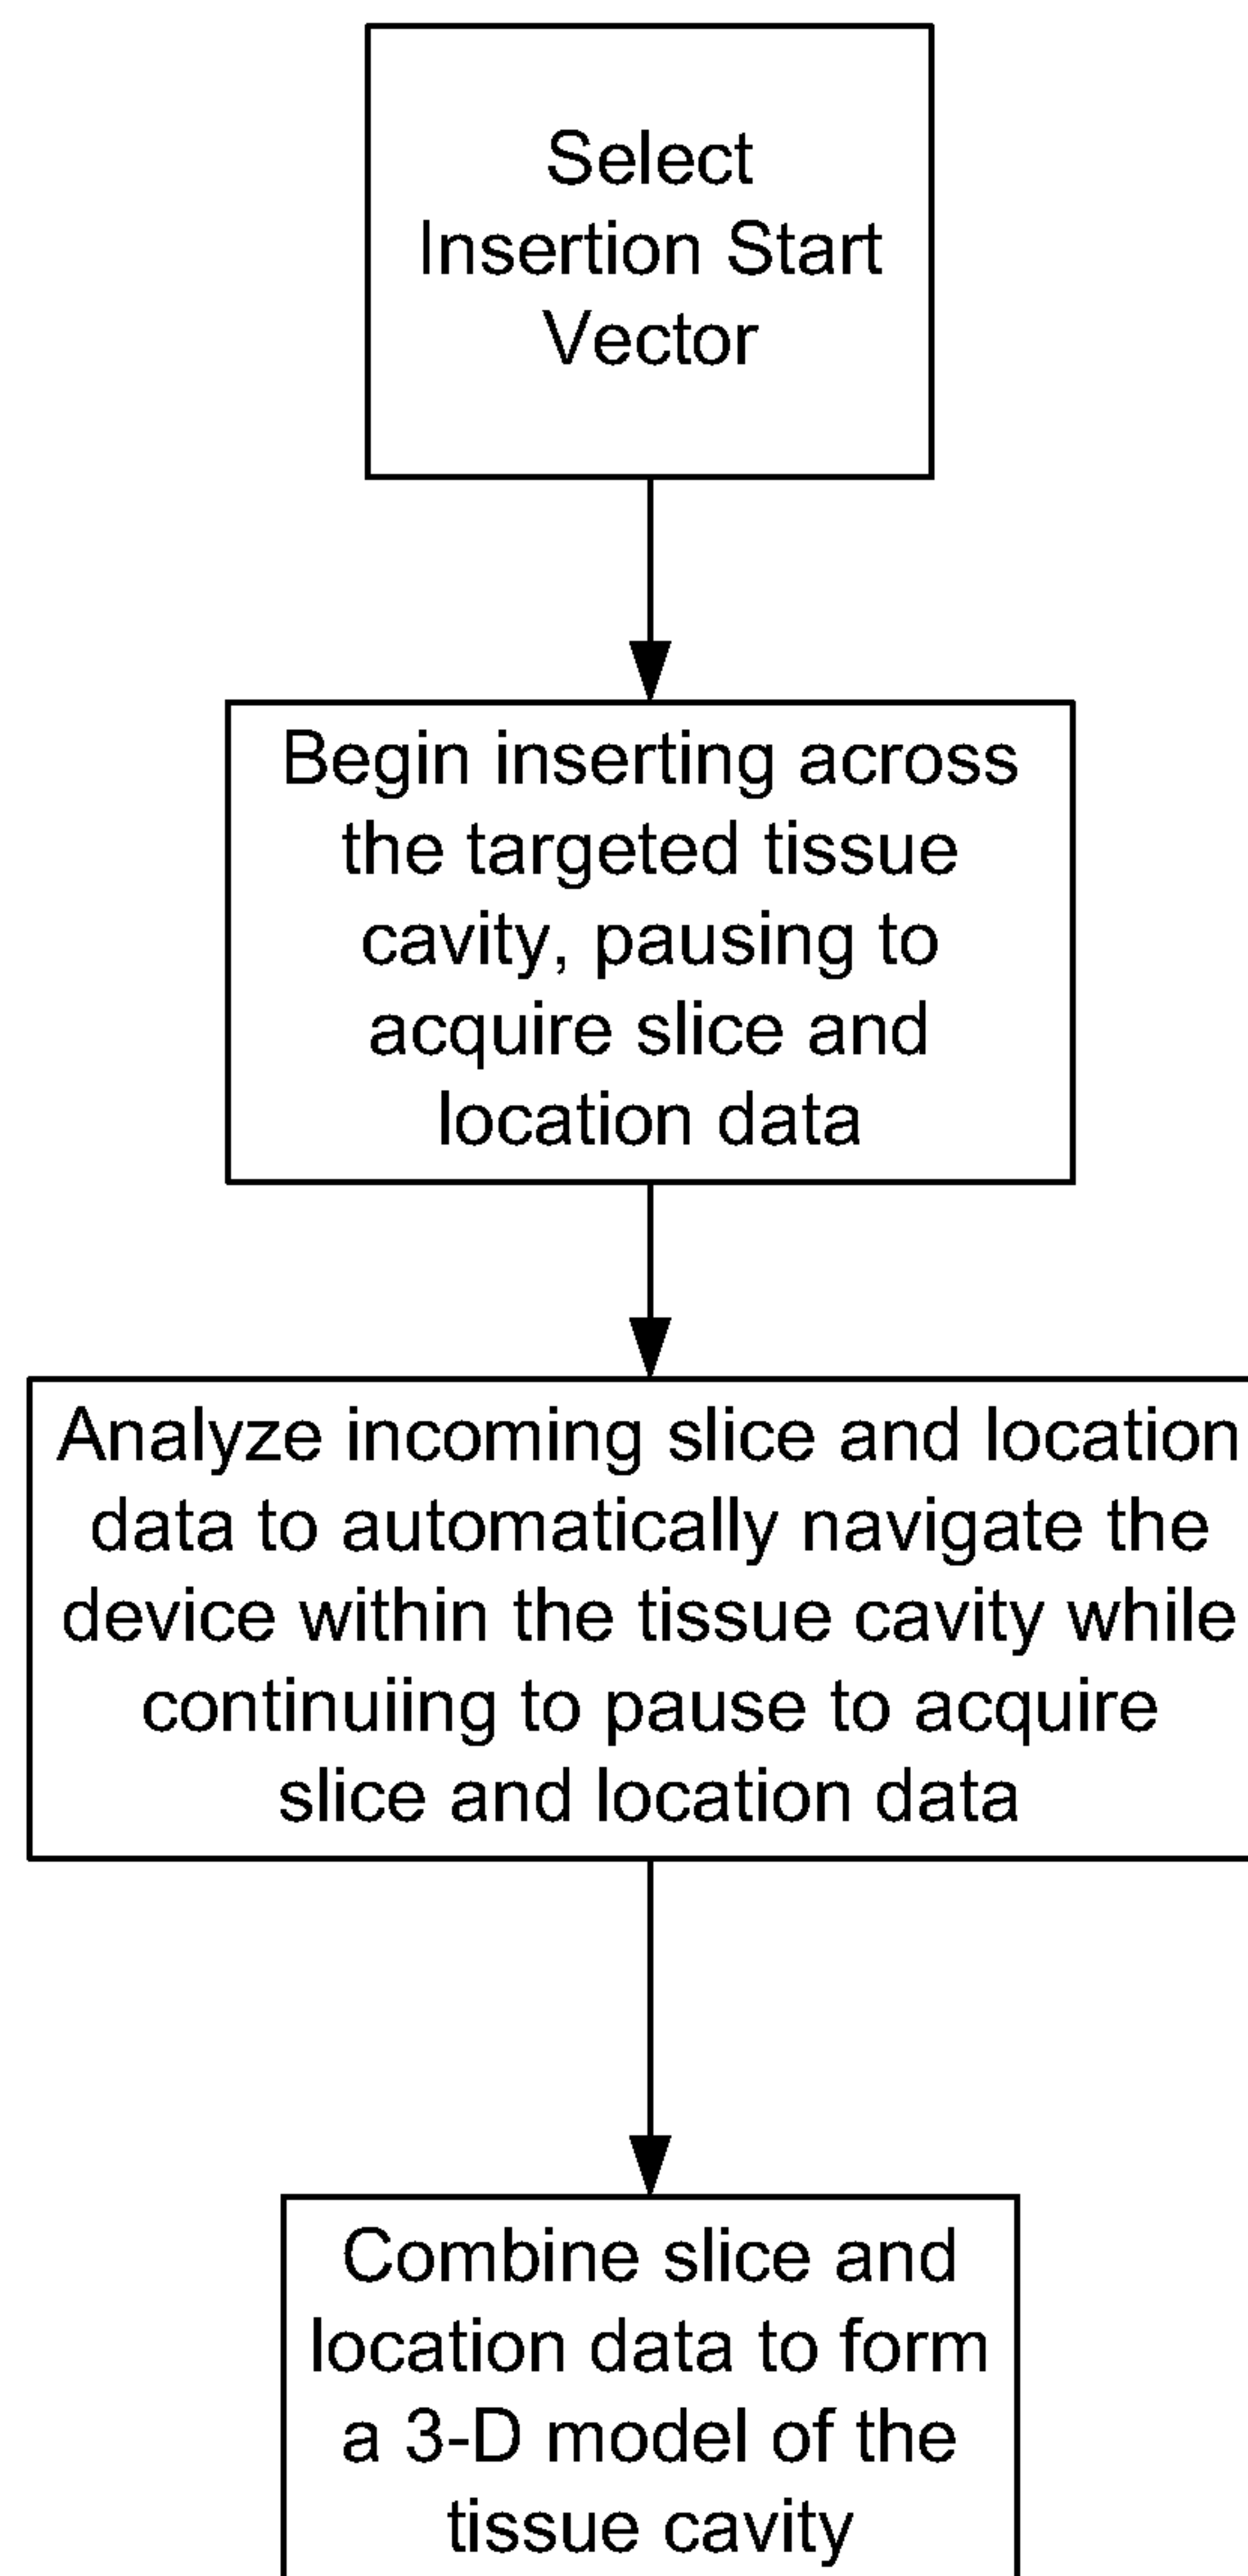 Select
Insertion Start
Vector
Begin inserting across
the targeted tissue
cavity, pausing to
acquire slice and
location data
Analyze incoming slice and location
data to automatically navigate the
device within the tissue cavity while
continuiing to pause to acquire
slice and location data
Combine slice and
location data to form
a 3-D model of the
tissue cavity